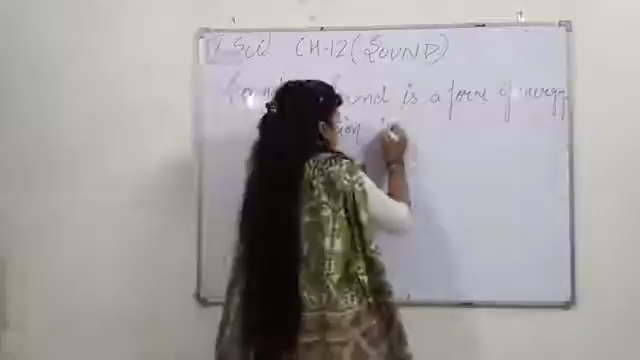 IX Sci CH-12 (SOUND)
Sound is a form of energy